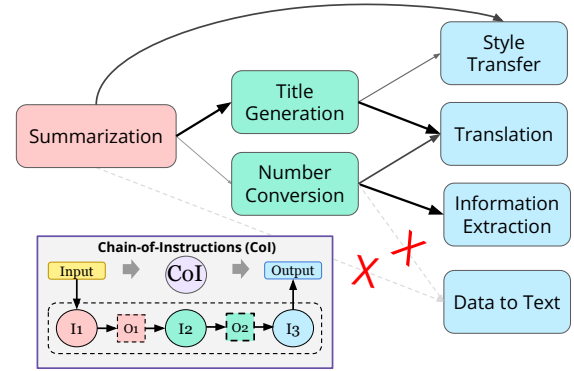 Style
Transfer
Title
Generation
Summarization
Translation
Number
Conversion
Information
Extraction
Data to Text
X X
Chain-of-Instructions (CoI)
Input
CoI
Output
I1
O1
I2
O2
I3